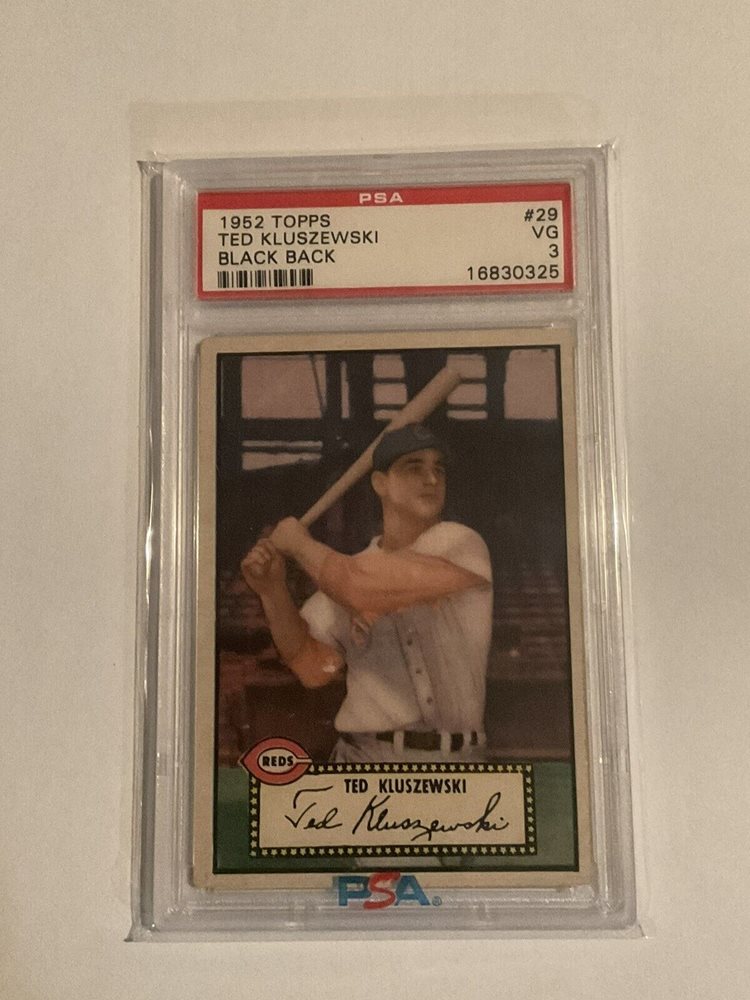 PSA
1952 TOPPS #29
TED KLUSZEWSKI VG
BLACK BACK 3
16830325
REDS
TED KLUSZEWSKI
Ted Kluszewski
PSA®